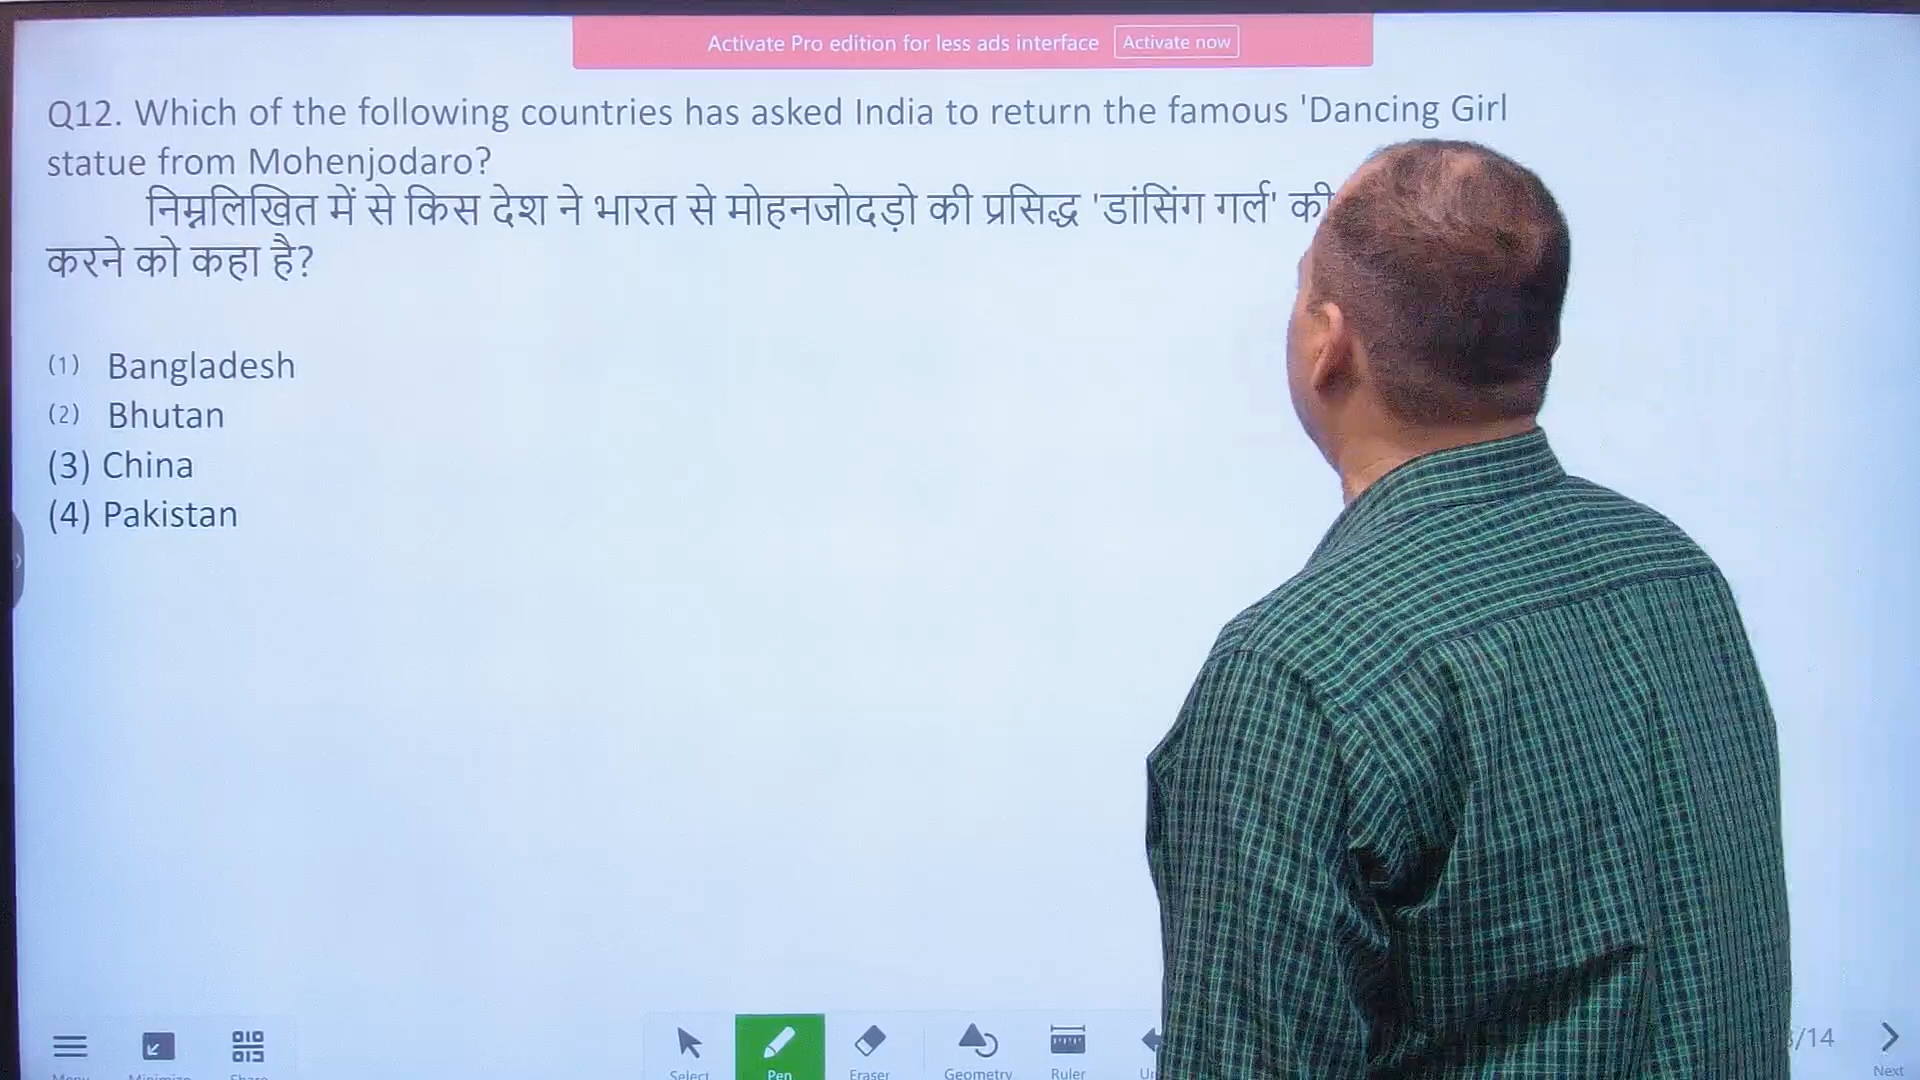 Activate Pro edition for less ads interface Activate now
Q12. Which of the following countries has asked India to return the famous 'Dancing Girl
statue from Mohenjodaro?
निम्नलिखित में से किस देश ने भारत से मोहनजोदड़ो की प्रसिद्ध 'डांसिंग गर्ल' की
करने को कहा है?
(1) Bangladesh
(2) Bhutan
(3) China
(4) Pakistan
Select Pen Eraser Geometry Ruler
/14
Next